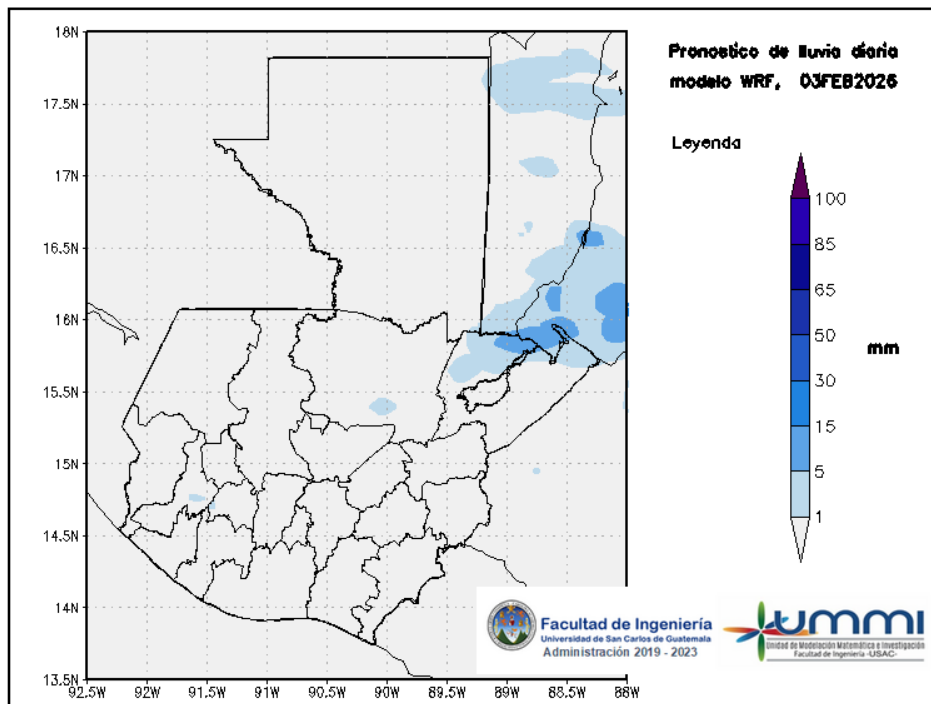 18N
17.5N
17N
16.5N
16N
15.5N
15N
14.5N
14N
13.5N
92.5W
92W
91.5W
91W
90.5W
90W
89.5W
89W
88.5W
88W
Pronostico de lluvia diaria
modelo WRF, 03FEB2026
Leyenda
100
85
65
50
30
15
5
1
mm
Facultad de Ingeniería
Universidad de San Carlos de Guatemala
Administración 2019 - 2023
ummi
Unidad de Modelación Matemática e Investigación
Facultad de Ingeniería -USAC-